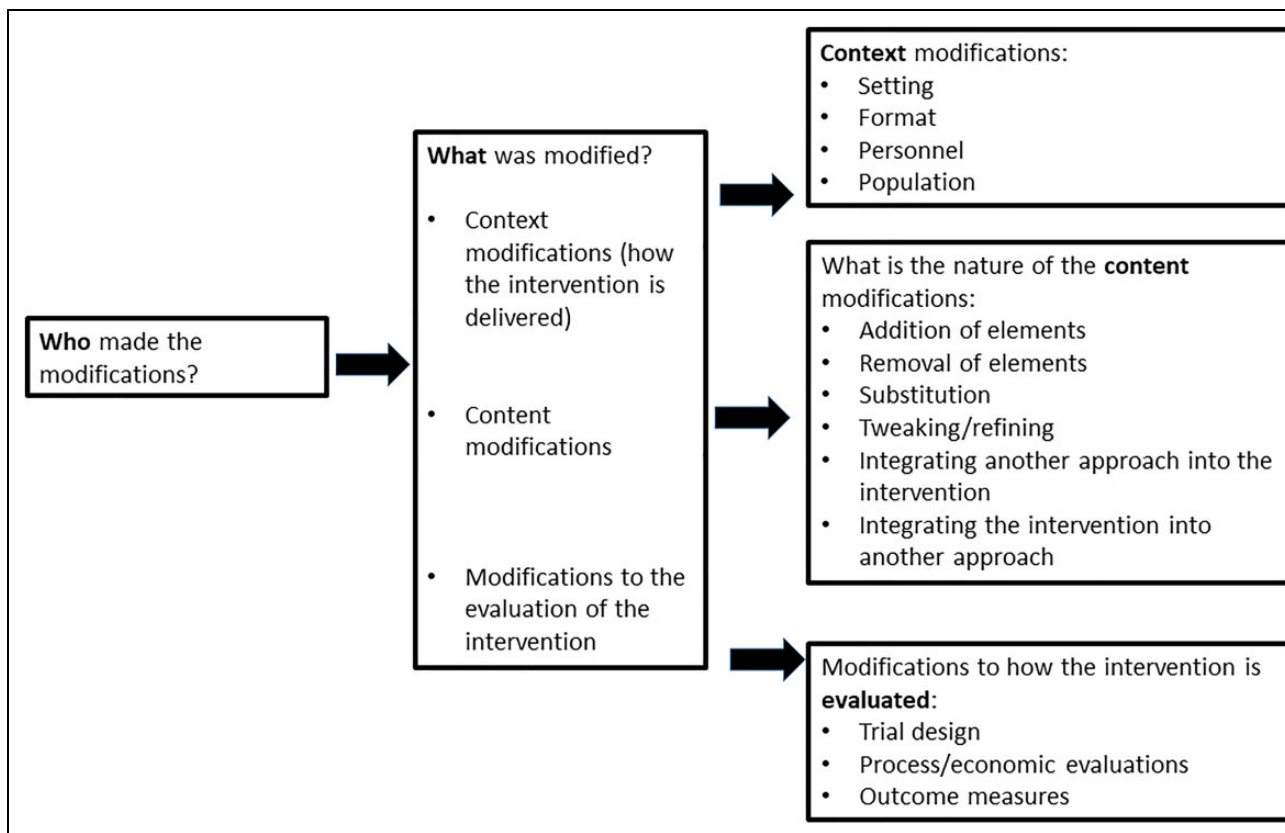 Who made the
modifications?
What was modified?
• Context
modifications (how
the intervention is
delivered)
• Content
modifications
• Modifications to the
evaluation of the
intervention
Context modifications:
• Setting
• Format
• Personnel
• Population
What is the nature of the content
modifications:
• Addition of elements
• Removal of elements
• Substitution
• Tweaking/refining
• Integrating another approach into the
intervention
• Integrating the intervention into
another approach
Modifications to how the intervention is
evaluated:
• Trial design
• Process/economic evaluations
• Outcome measures